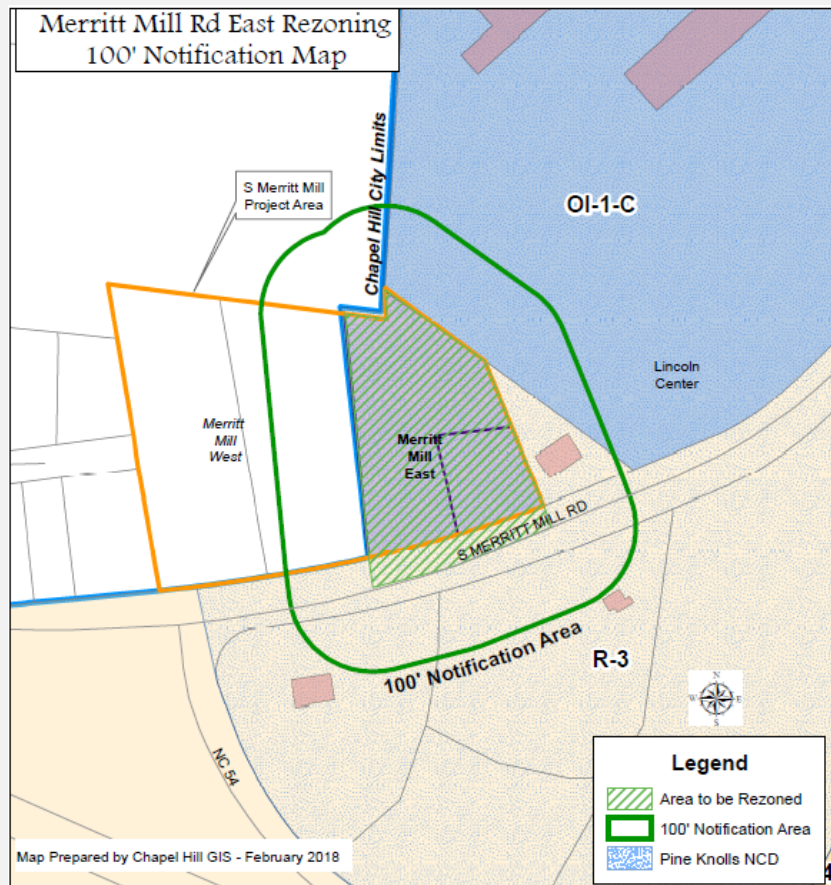 Merritt Mill Rd East Rezoning
100' Notification Map
Chapel Hill City Limits
S Merritt Mill
Project Area
OI-1-C
Lincoln
Center
Merritt
Mill
West
Merritt
Mill
East
S MERRITT MILL RD
100' Notification Area
R-3
N
W
E
S
NC 54
Legend
Area to be Rezoned
100' Notification Area
Pine Knolls NCD
Map Prepared by Chapel Hill GIS - February 2018